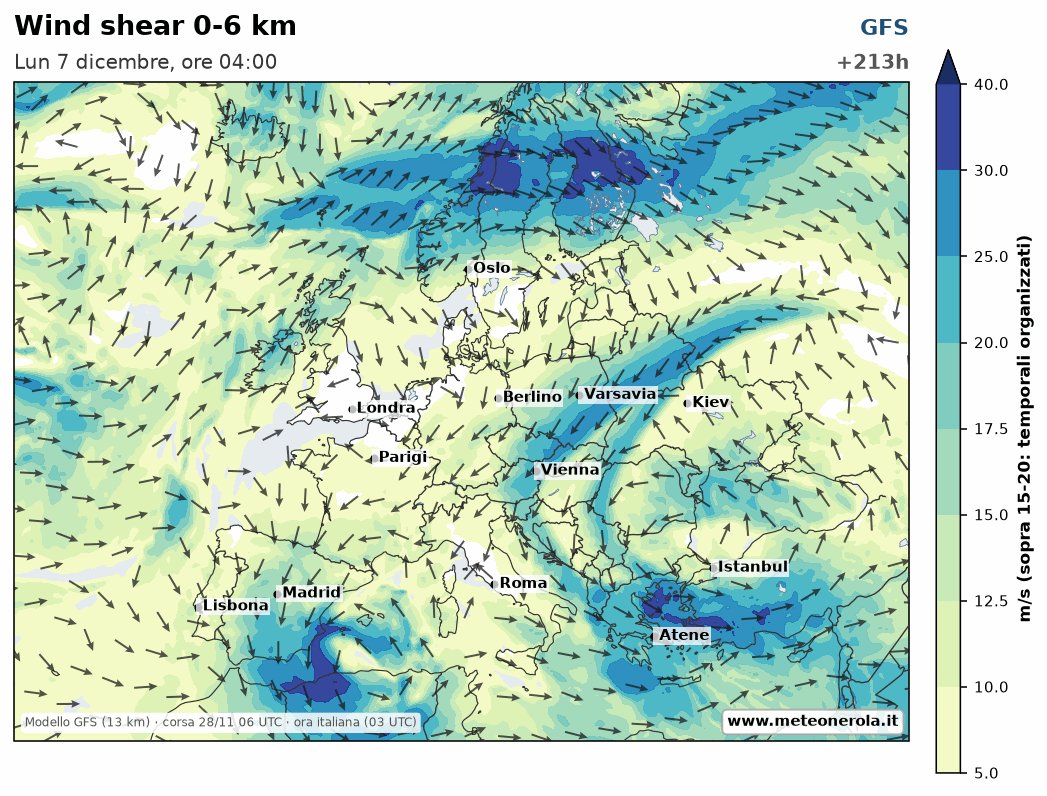 Wind shear 0-6 km
GFS
Lun 7 dicembre, ore 04:00
+213h
40.0
30.0
25.0
20.0
17.5
15.0
12.5
10.0
5.0
m/s (sopra 15-20: temporali organizzati)
Oslo
Berlino
Varsavia
Kiev
Londra
Parigi
Vienna
Istanbul
Roma
Madrid
Lisbona
Atene
Modello GFS (13 km) · corsa 28/11 06 UTC · ora italiana (03 UTC)
www.meteonerola.it